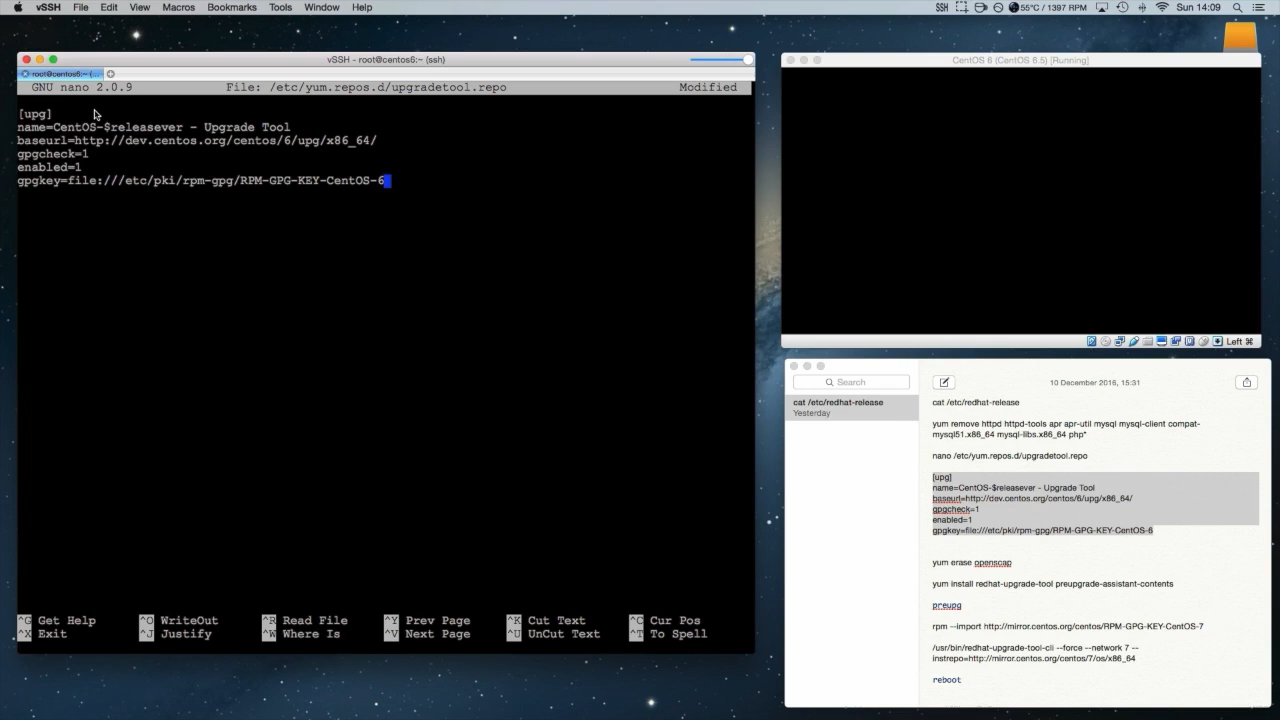 vSSH File Edit View Macros Bookmarks Tools Window Help
55°C / 1397 RPM Sun 14:09
vSSH - root@centos6:~ (ssh)
root@centos6:~ (...
GNU nano 2.0.9 File: /etc/yum.repos.d/upgradetool.repo Modified
[upg]
name=CentOS-$releasever - Upgrade Tool
baseurl=http://dev.centos.org/centos/6/upg/x86_64/
gpgcheck=1
enabled=1
gpgkey=file:///etc/pki/rpm-gpg/RPM-GPG-KEY-CentOS-6
^G Get Help ^O WriteOut ^R Read File ^Y Prev Page ^K Cut Text ^C Cur Pos
^X Exit ^J Justify ^W Where Is ^V Next Page ^U UnCut Text ^T To Spell
CentOS 6 (CentOS 6.5) [Running]
Left ⌘
Search
cat /etc/redhat-release
Yesterday
10 December 2016, 15:31
cat /etc/redhat-release
yum remove httpd httpd-tools apr apr-util mysql mysql-client compat-
mysql51.x86_64 mysql-libs.x86_64 php*
nano /etc/yum.repos.d/upgradetool.repo
[upg]
name=CentOS-$releasever - Upgrade Tool
baseurl=http://dev.centos.org/centos/6/upg/x86_64/
gpgcheck=1
enabled=1
gpgkey=file:///etc/pki/rpm-gpg/RPM-GPG-KEY-CentOS-6
yum erase openscap
yum install redhat-upgrade-tool preupgrade-assistant-contents
preupg
rpm --import http://mirror.centos.org/centos/RPM-GPG-KEY-CentOS-7
/usr/bin/redhat-upgrade-tool-cli --force --network 7 --
instrepo=http://mirror.centos.org/centos/7/os/x86_64
reboot